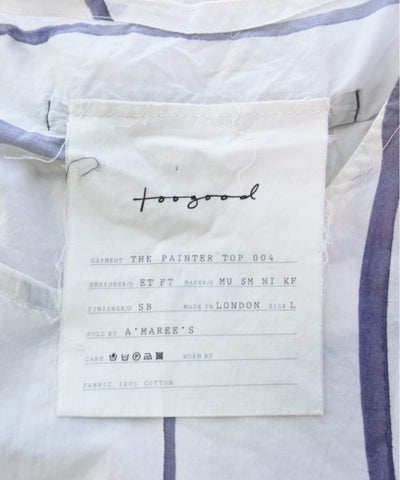 toogood
GARMENT THE PAINTER TOP 004
DESIGNER/S ET FT MAKER/S MU SM NI KF
FINISHER/S SB MADE IN LONDON SIZE L
SOLD BY A'MAREE'S
CARE WORN BY
FABRIC 100% COTTON